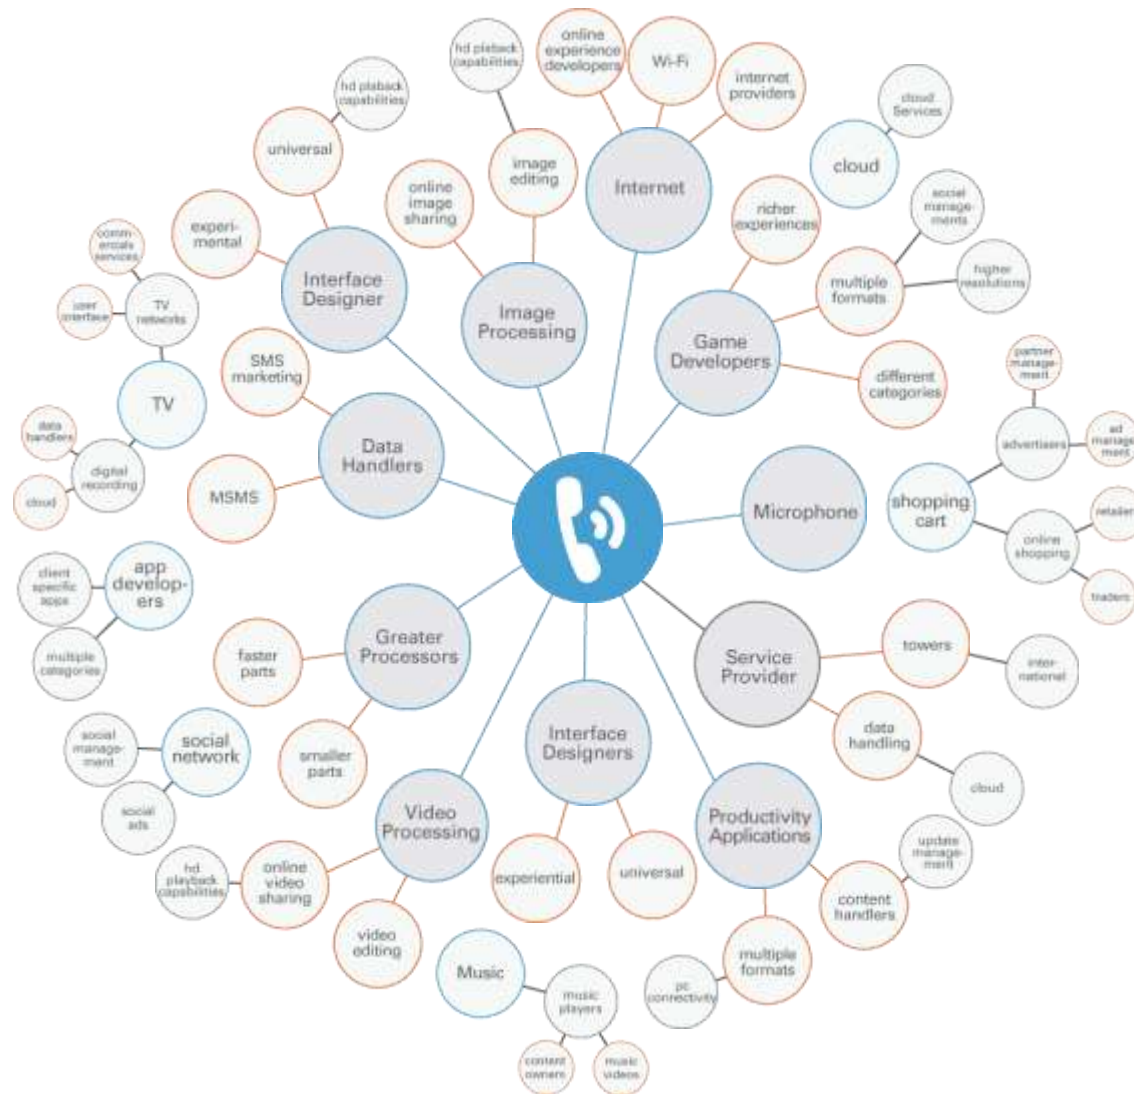 hd plaback
capabilities
online
experience
developers
Wi-Fi
internet
providers
hd plaback
capabilities
cloud
Services
universal
online
image
sharing
image
editing
Internet
cloud
richer
experiences
social
manage-
ments
experi-
mental
comm
ercals
services
Interface
Designer
Image
Processing
multiple
formats
higher
resolutions
user
interface
TV
networks
Game
Developers
SMS
marketing
different
categories
partner
manage-
ment
TV
data
handlers
digital
recording
Data
Handlers
advertisers
ad
manage
ment
cloud
MSMS
Microphone
shopping
cart
retailer
online
shopping
client
specific
apps
app
develop-
ers
traders
multiple
categories
faster
parts
Greater
Processors
Service
Provider
towers
inter-
national
social
manage-
ment
social
network
smaller
parts
Interface
Designers
data
handling
cloud
social
ads
Video
Processing
Productivity
Applications
update
manage-
ment
hd
playback
capabilities
online
video
sharing
experiential
universal
content
handlers
video
editing
Music
multiple
formats
pc
connectivity
music
players
content
owners
music
videos